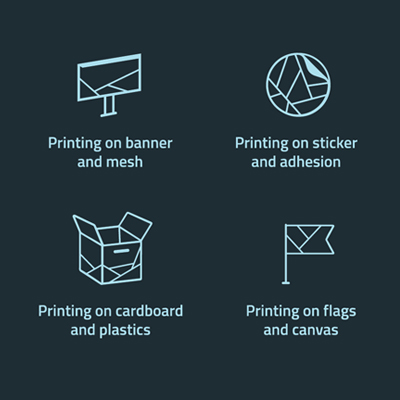 Printing on banner
and mesh
Printing on sticker
and adhesion
Printing on cardboard
and plastics
Printing on flags
and canvas